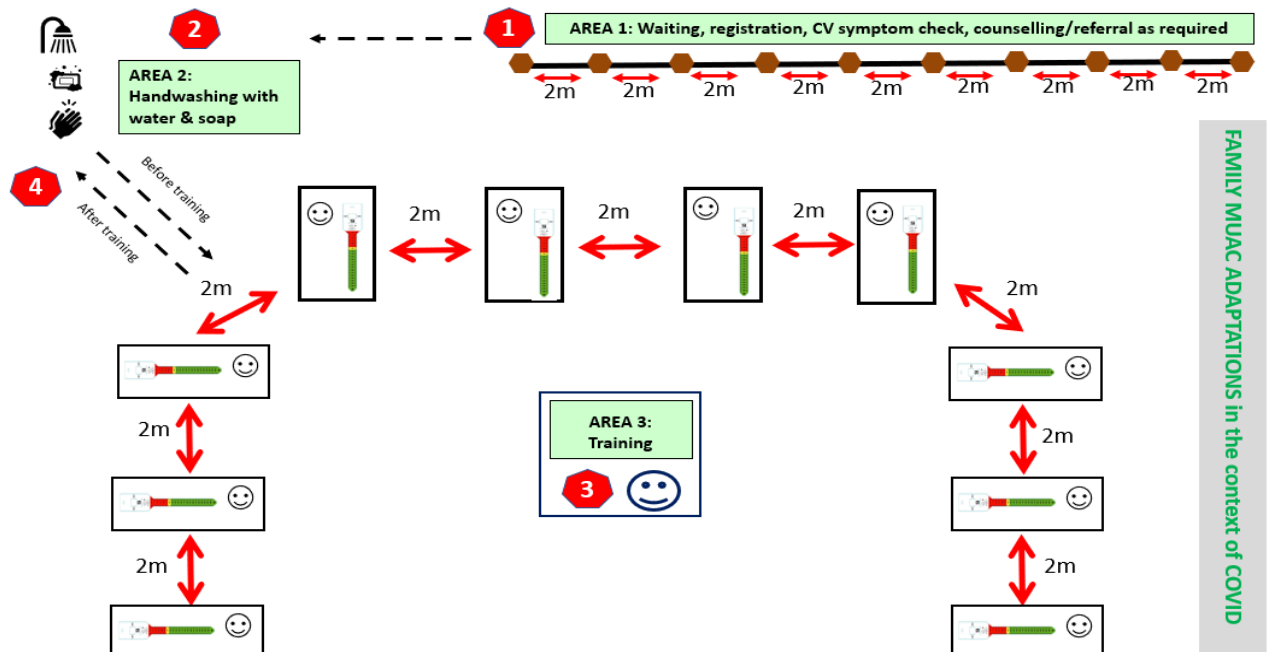 2
1
AREA 1: Waiting, registration, CV symptom check, counselling/referral as required
AREA 2:
Handwashing with
water & soap
2m
2m
2m
2m
2m
2m
2m
2m
2m
4
Before training
After training
2m
2m
2m
2m
2m
2m
2m
2m
2m
AREA 3:
Training
3
FAMILY MUAC ADAPTATIONS in the context of COVID